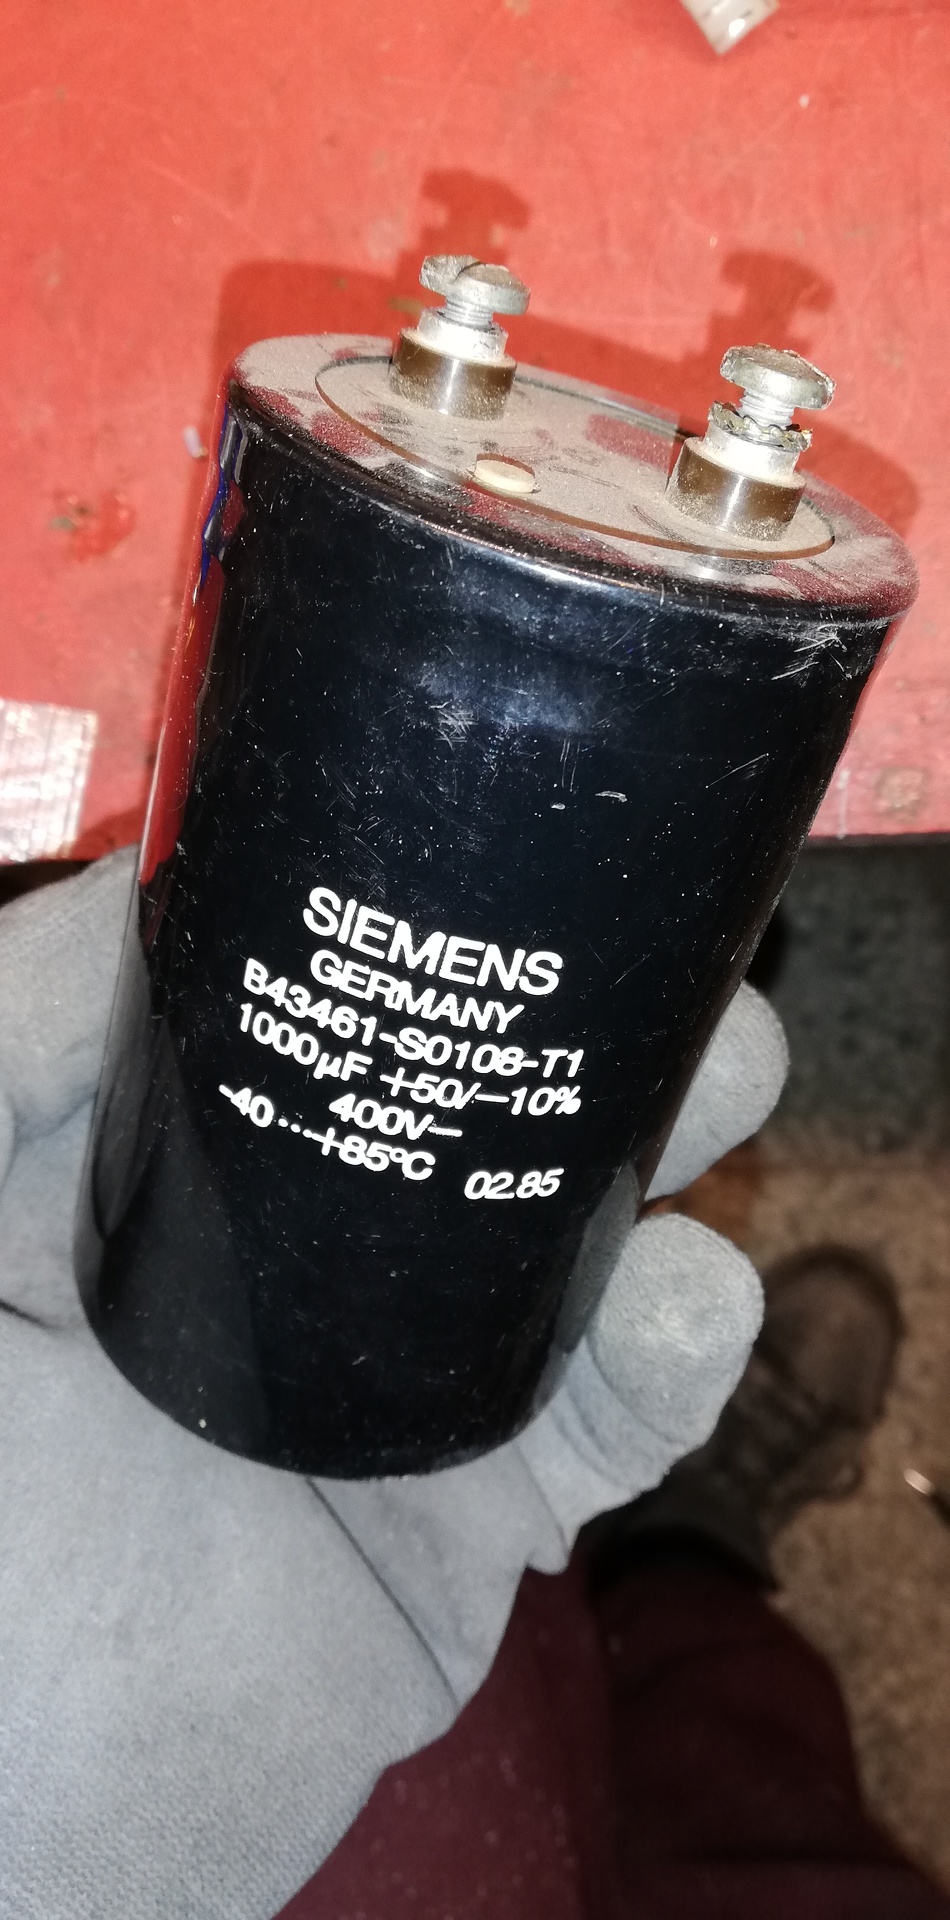 SIEMENS
GERMANY
B43461-S0108-T1
1000µF +50/–10%
400V–
-40···+85°C 02.85